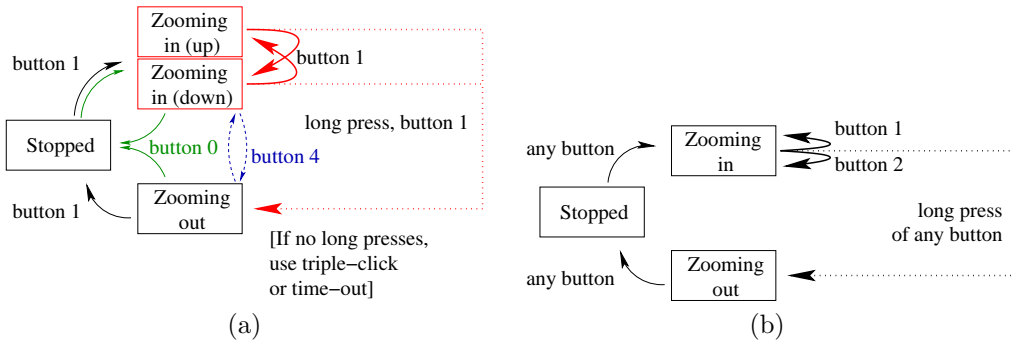 Zooming
in (up)
button 1
button 1
Zooming
in (down)
long press, button 1
Stopped
button 0
button 4
button 1
Zooming
out
[If no long presses,
use triple−click
or time−out]
(a)
button 1
any button
Zooming
in
button 2
Stopped
long press
of any button
any button
Zooming
out
(b)